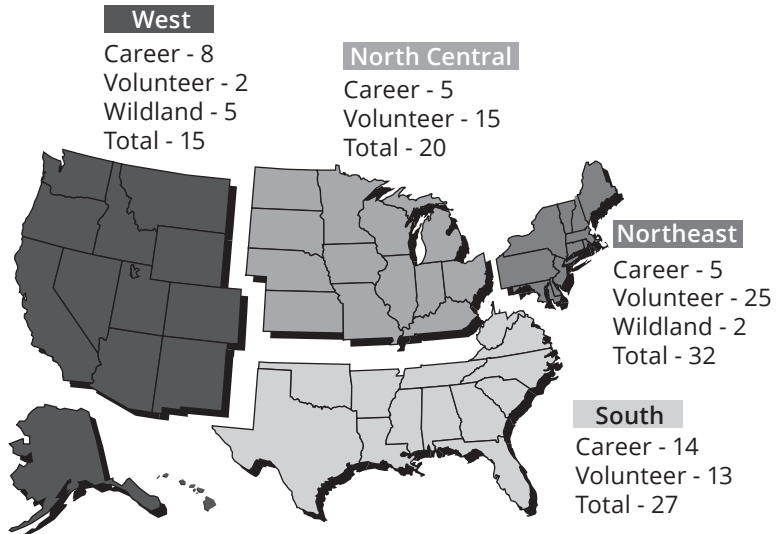 West
Career - 8
Volunteer - 2
Wildland - 5
Total - 15
North Central
Career - 5
Volunteer - 15
Total - 20
Northeast
Career - 5
Volunteer - 25
Wildland - 2
Total - 32
South
Career - 14
Volunteer - 13
Total - 27